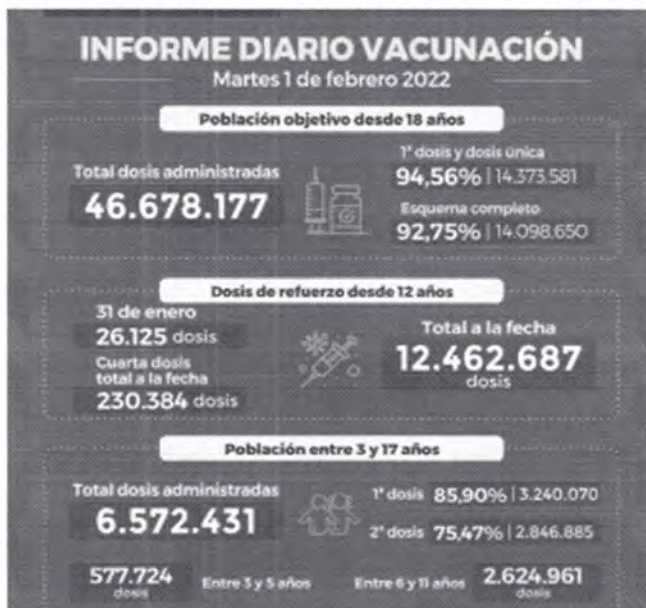 INFORME DIARIO VACUNACIÓN
Martes 1 de febrero 2022
Población objetivo desde 18 años
Total dosis administradas
46.678.177
1ª dosis y dosis única
94,56% | 14.373.581
Esquema completo
92,75% | 14.098.650
Dosis de refuerzo desde 12 años
31 de enero
26.125 dosis
Cuarta dosis
total a la fecha
230.384 dosis
Total a la fecha
12.462.687
dosis
Población entre 3 y 17 años
Total dosis administradas
6.572.431
1ª dosis 85,90% | 3.240.070
2ª dosis 75,47% | 2.846.885
577.724
dosis
Entre 3 y 5 años
Entre 6 y 11 años
2.624.961
dosis